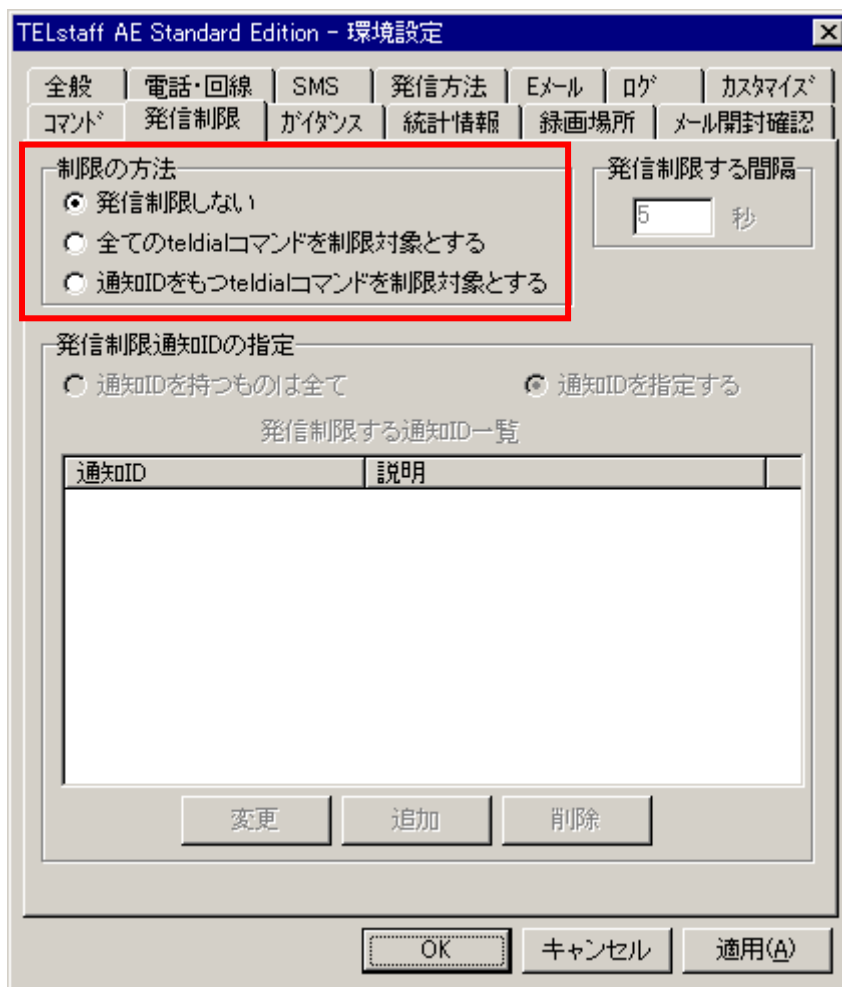 TELstaff AE Standard Edition - 環境設定
全般 電話・回線 SMS 発信方法 Eﾒｰﾙ ﾛｸﾞ ｶｽﾀﾏｲｽﾞ
ｺﾏﾝﾄﾞ 発信制限 ｶﾞｲﾀﾞﾝｽ 統計情報 録画場所 ﾒｰﾙ開封確認
制限の方法
発信制限しない
全てのteldialコマンドを制限対象とする
通知IDをもつteldialコマンドを制限対象とする
発信制限する間隔
5 秒
発信制限通知IDの指定
通知IDを持つものは全て 通知IDを指定する
発信制限する通知ID一覧
通知ID 説明
変更 追加 削除
OK キャンセル 適用(A)